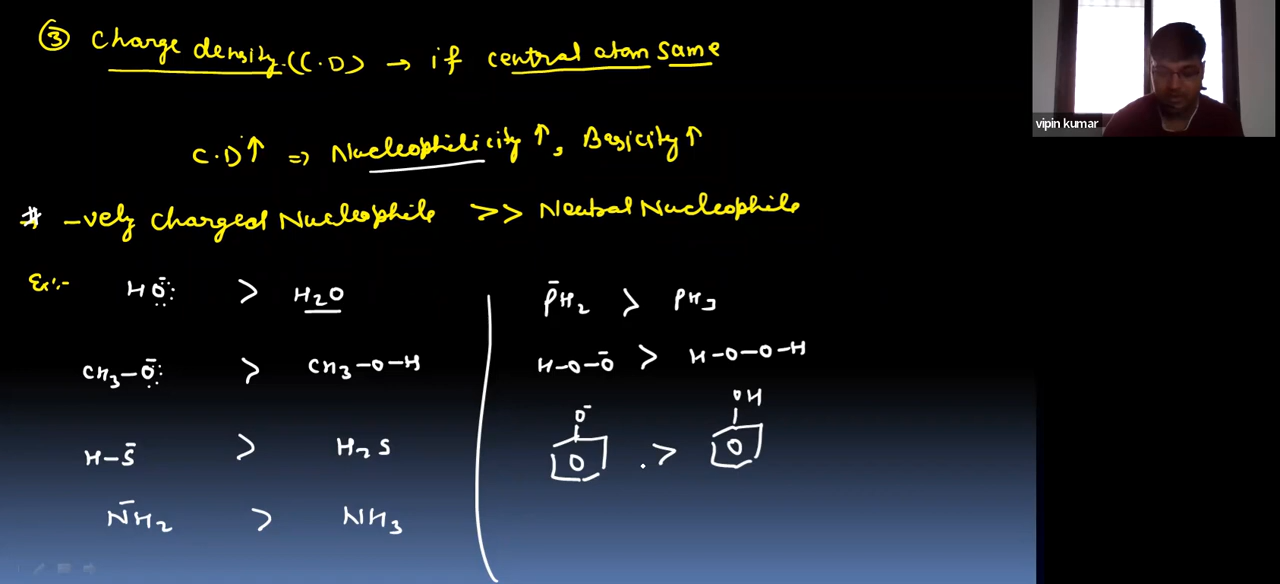 ③ Charge density (C.D) → if central atom same
C.D↑ ⇒ Nucleophilicity ↑, Basicity ↑
# -vely charged Nucleophile >> Neutral Nucleophile
Ex:-
HŌ: > H₂O
CH₃-Ō: > CH₃-O-H
H-S̄ > H₂S
N̄H₂ > NH₃
P̄H₂ > PH₃
H-O-Ō > H-O-O-H
O⁻ > OH
vipin kumar